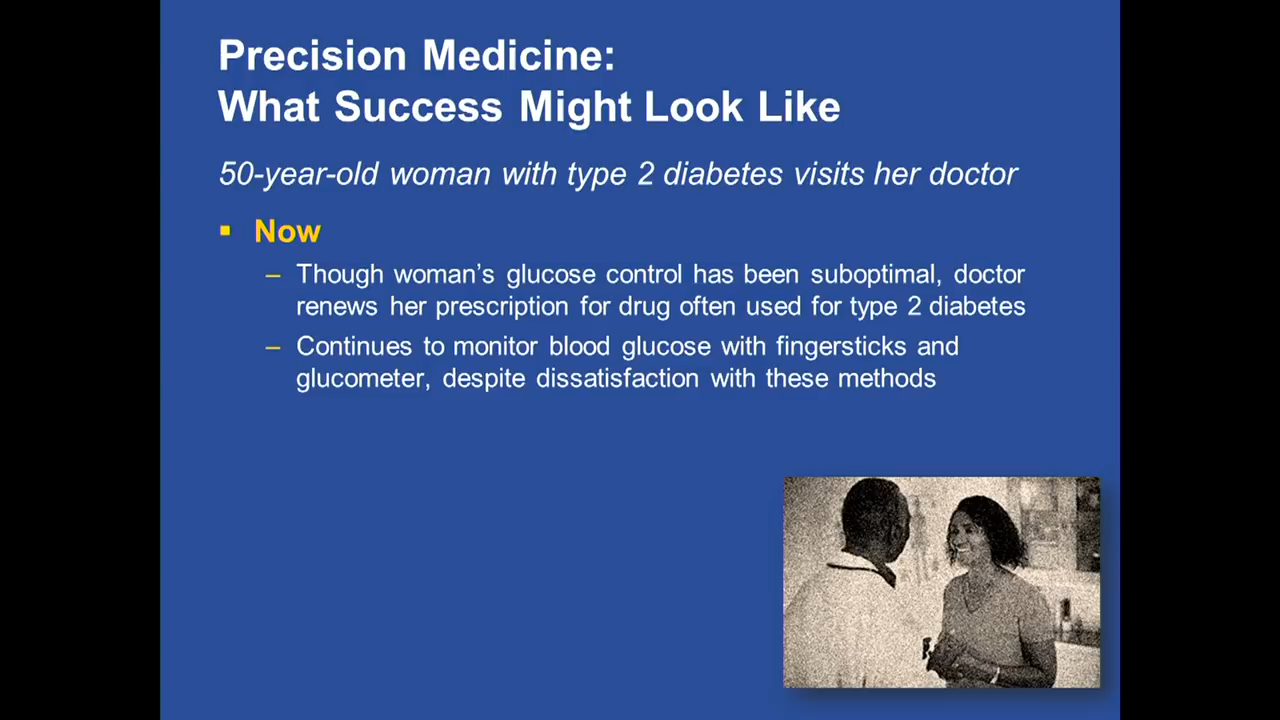 Precision Medicine:
What Success Might Look Like
50-year-old woman with type 2 diabetes visits her doctor
▪ Now
– Though woman’s glucose control has been suboptimal, doctor
renews her prescription for drug often used for type 2 diabetes
– Continues to monitor blood glucose with fingersticks and
glucometer, despite dissatisfaction with these methods